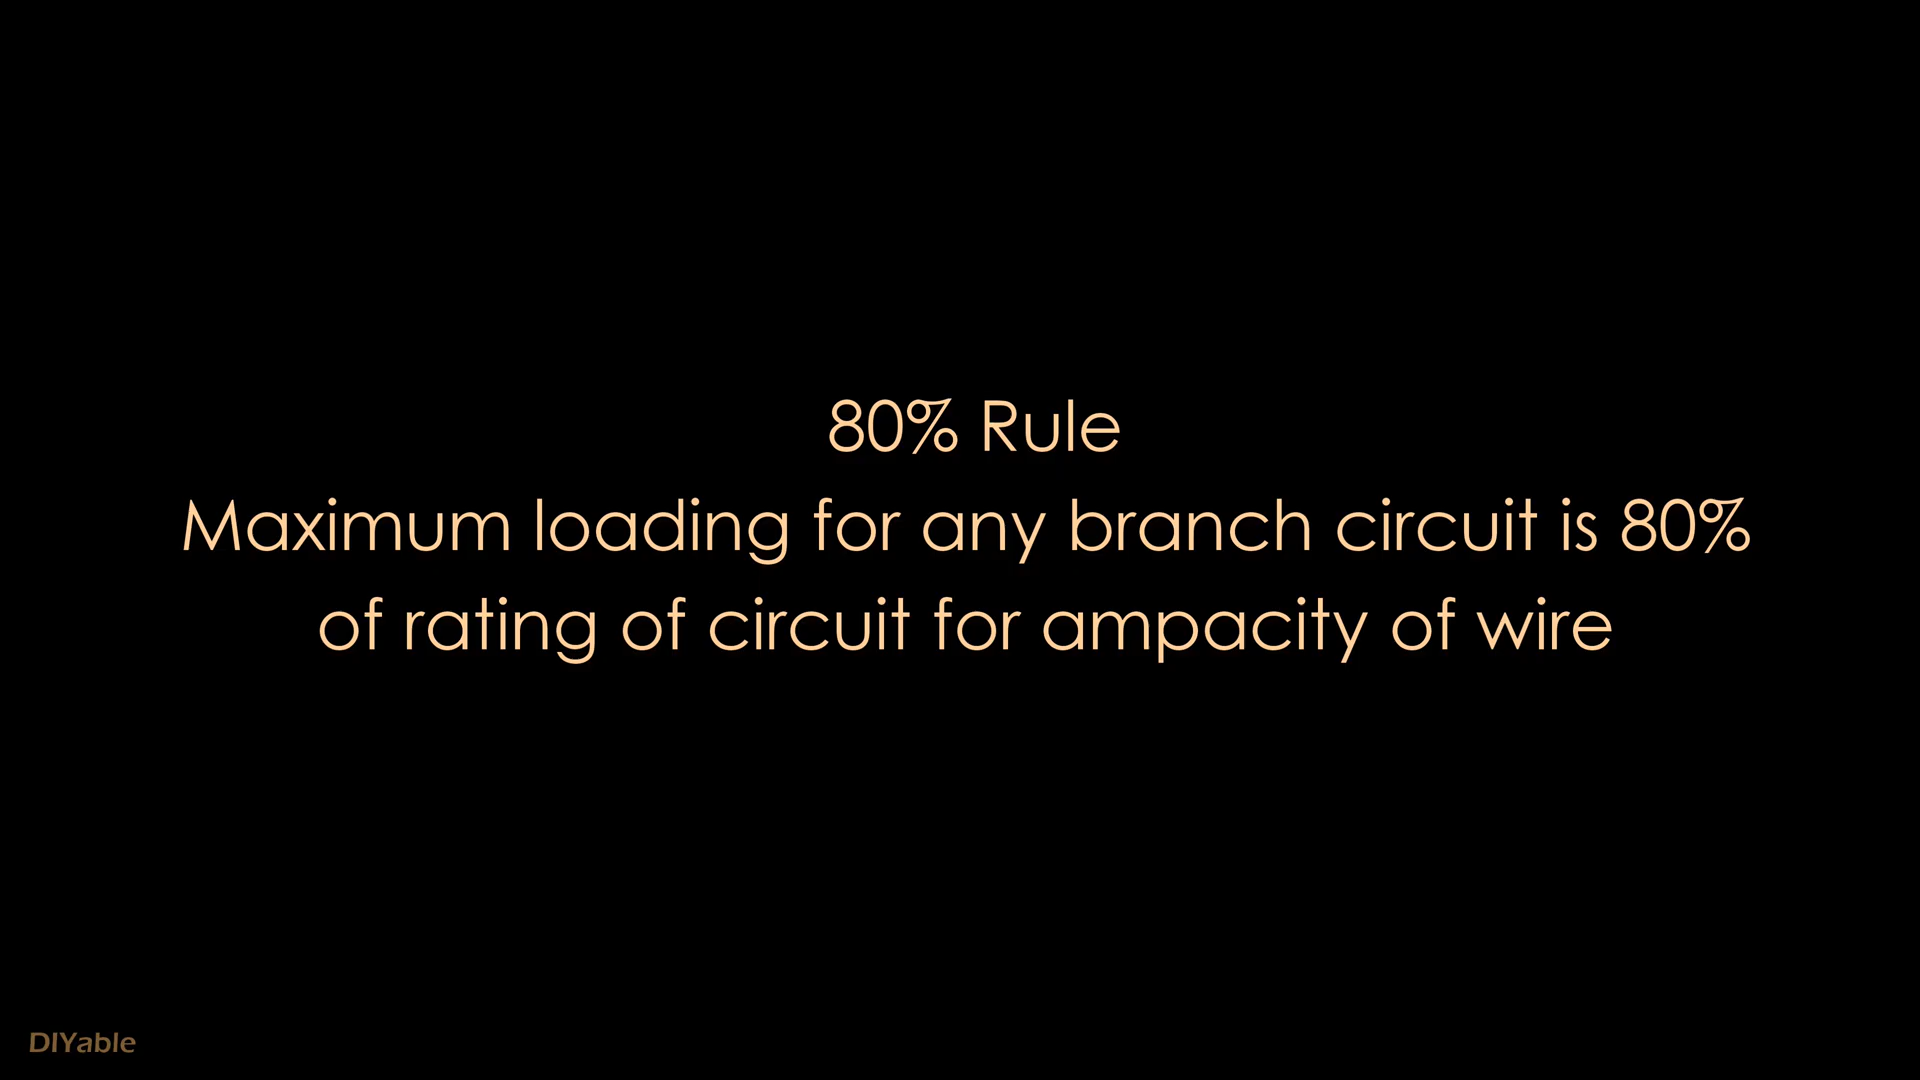 80% Rule
Maximum loading for any branch circuit is 80%
of rating of circuit for ampacity of wire
DIYable